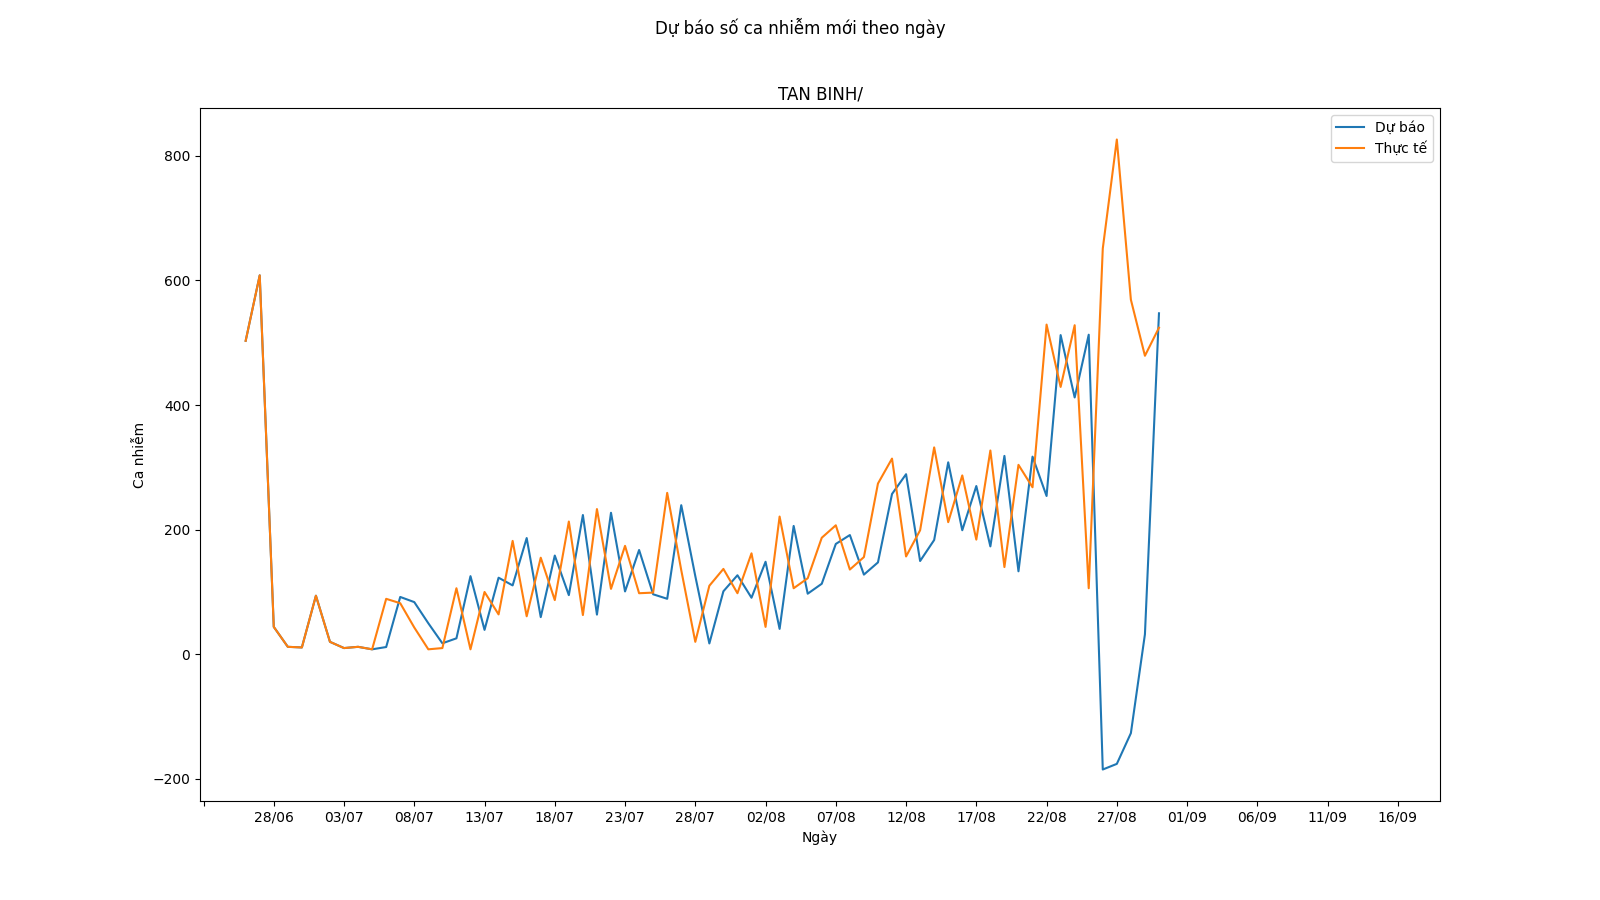 Dự báo số ca nhiễm mới theo ngày
TAN BINH/
Dự báo
Thực tế
800
600
400
200
0
−200
Ca nhiễm
28/06 03/07 08/07 13/07 18/07 23/07 28/07 02/08 07/08 12/08 17/08 22/08 27/08 01/09 06/09 11/09 16/09
Ngày